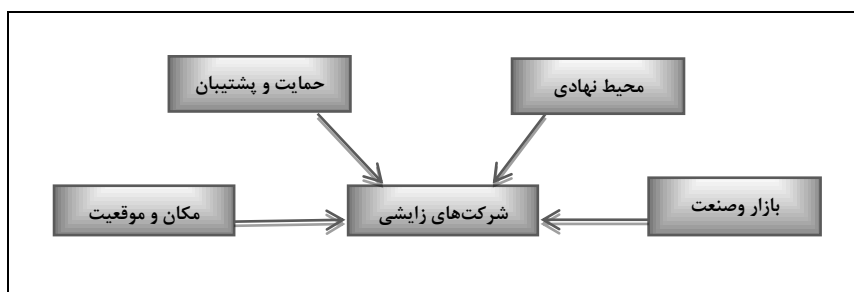 محیط نهادی
حمایت و پشتیبان
بازار وصنعت
شرکت‌های زایشی
مکان و موقعیت